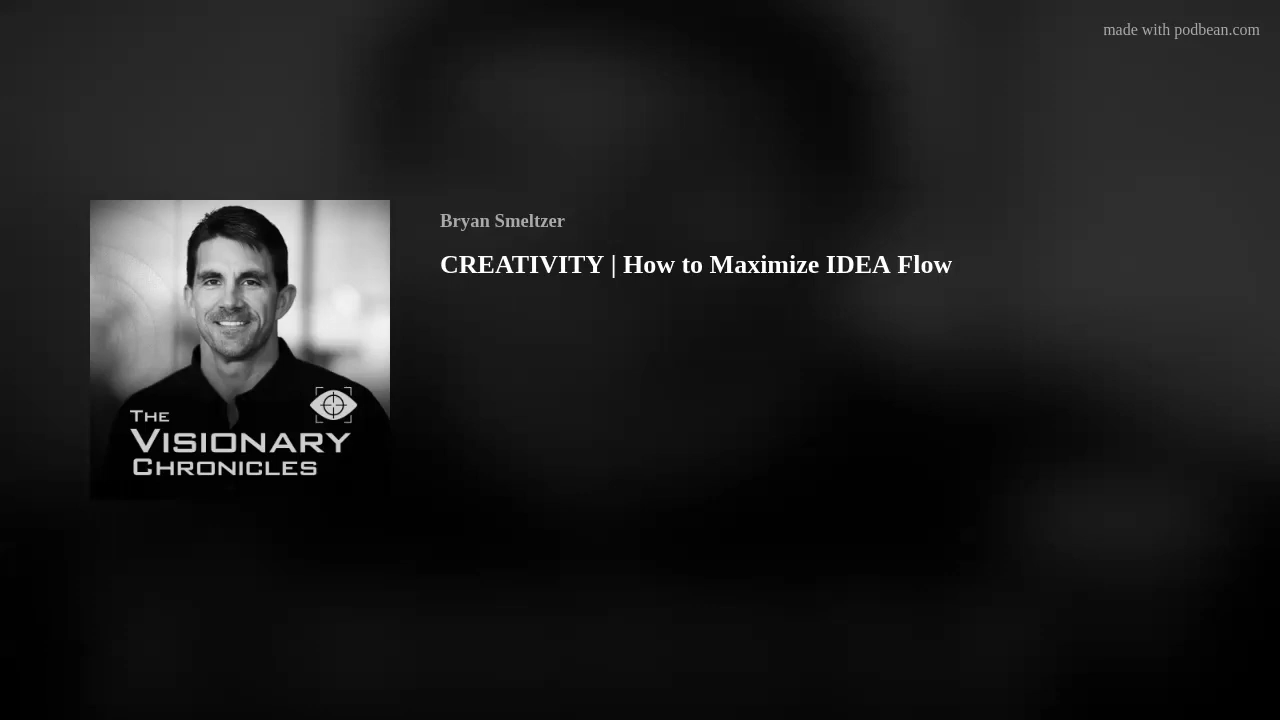 made with podbean.com
Bryan Smeltzer
CREATIVITY | How to Maximize IDEA Flow
THE
VISIONARY
CHRONICLES